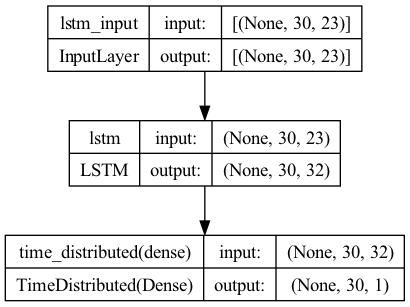 lstm_input input: [(None, 30, 23)]
InputLayer output: [(None, 30, 23)]
lstm input: (None, 30, 23)
LSTM output: (None, 30, 32)
time_distributed(dense) input: (None, 30, 32)
TimeDistributed(Dense) output: (None, 30, 1)